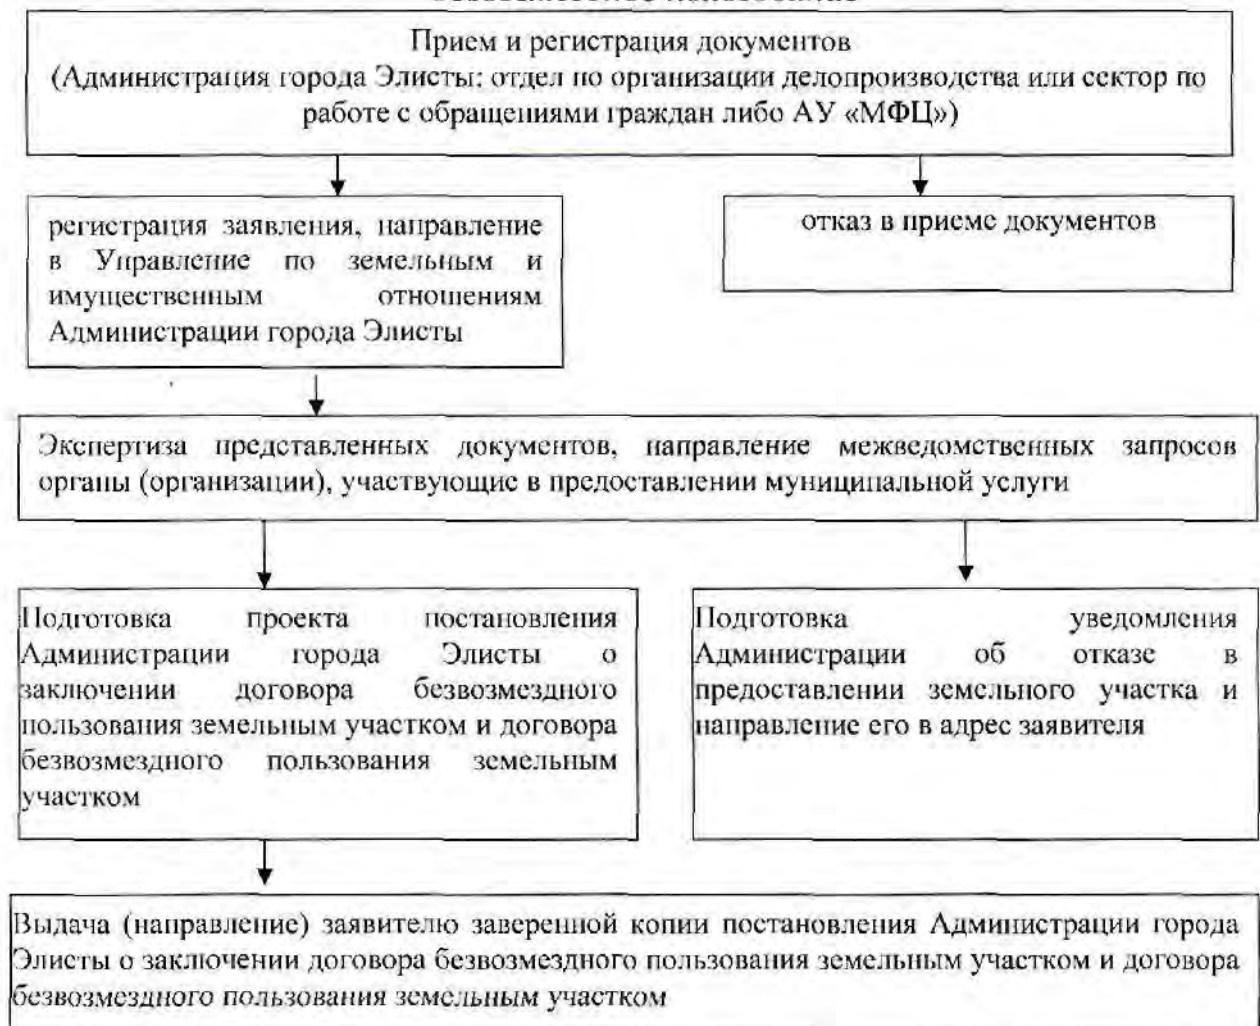 Прием и регистрация документов
(Администрация города Элисты: отдел по организации делопроизводства или сектор по
работе с обращениями граждан либо АУ «МФЦ»)
регистрация заявления, направление
в Управление по земельным и
имущественным отношениям
Администрации города Элисты
отказ в приеме документов
Экспертиза представленных документов, направление межведомственных запросов
органы (организации), участвующие в предоставлении муниципальной услуги
Подготовка проекта постановления
Администрации города Элисты о
заключении договора безвозмездного
пользования земельным участком и договора
безвозмездного пользования земельным
участком
Подготовка уведомления
Администрации об отказе в
предоставлении земельного участка и
направление его в адрес заявителя
Выдача (направление) заявителю заверенной копии постановления Администрации города
Элисты о заключении договора безвозмездного пользования земельным участком и договора
безвозмездного пользования земельным участком